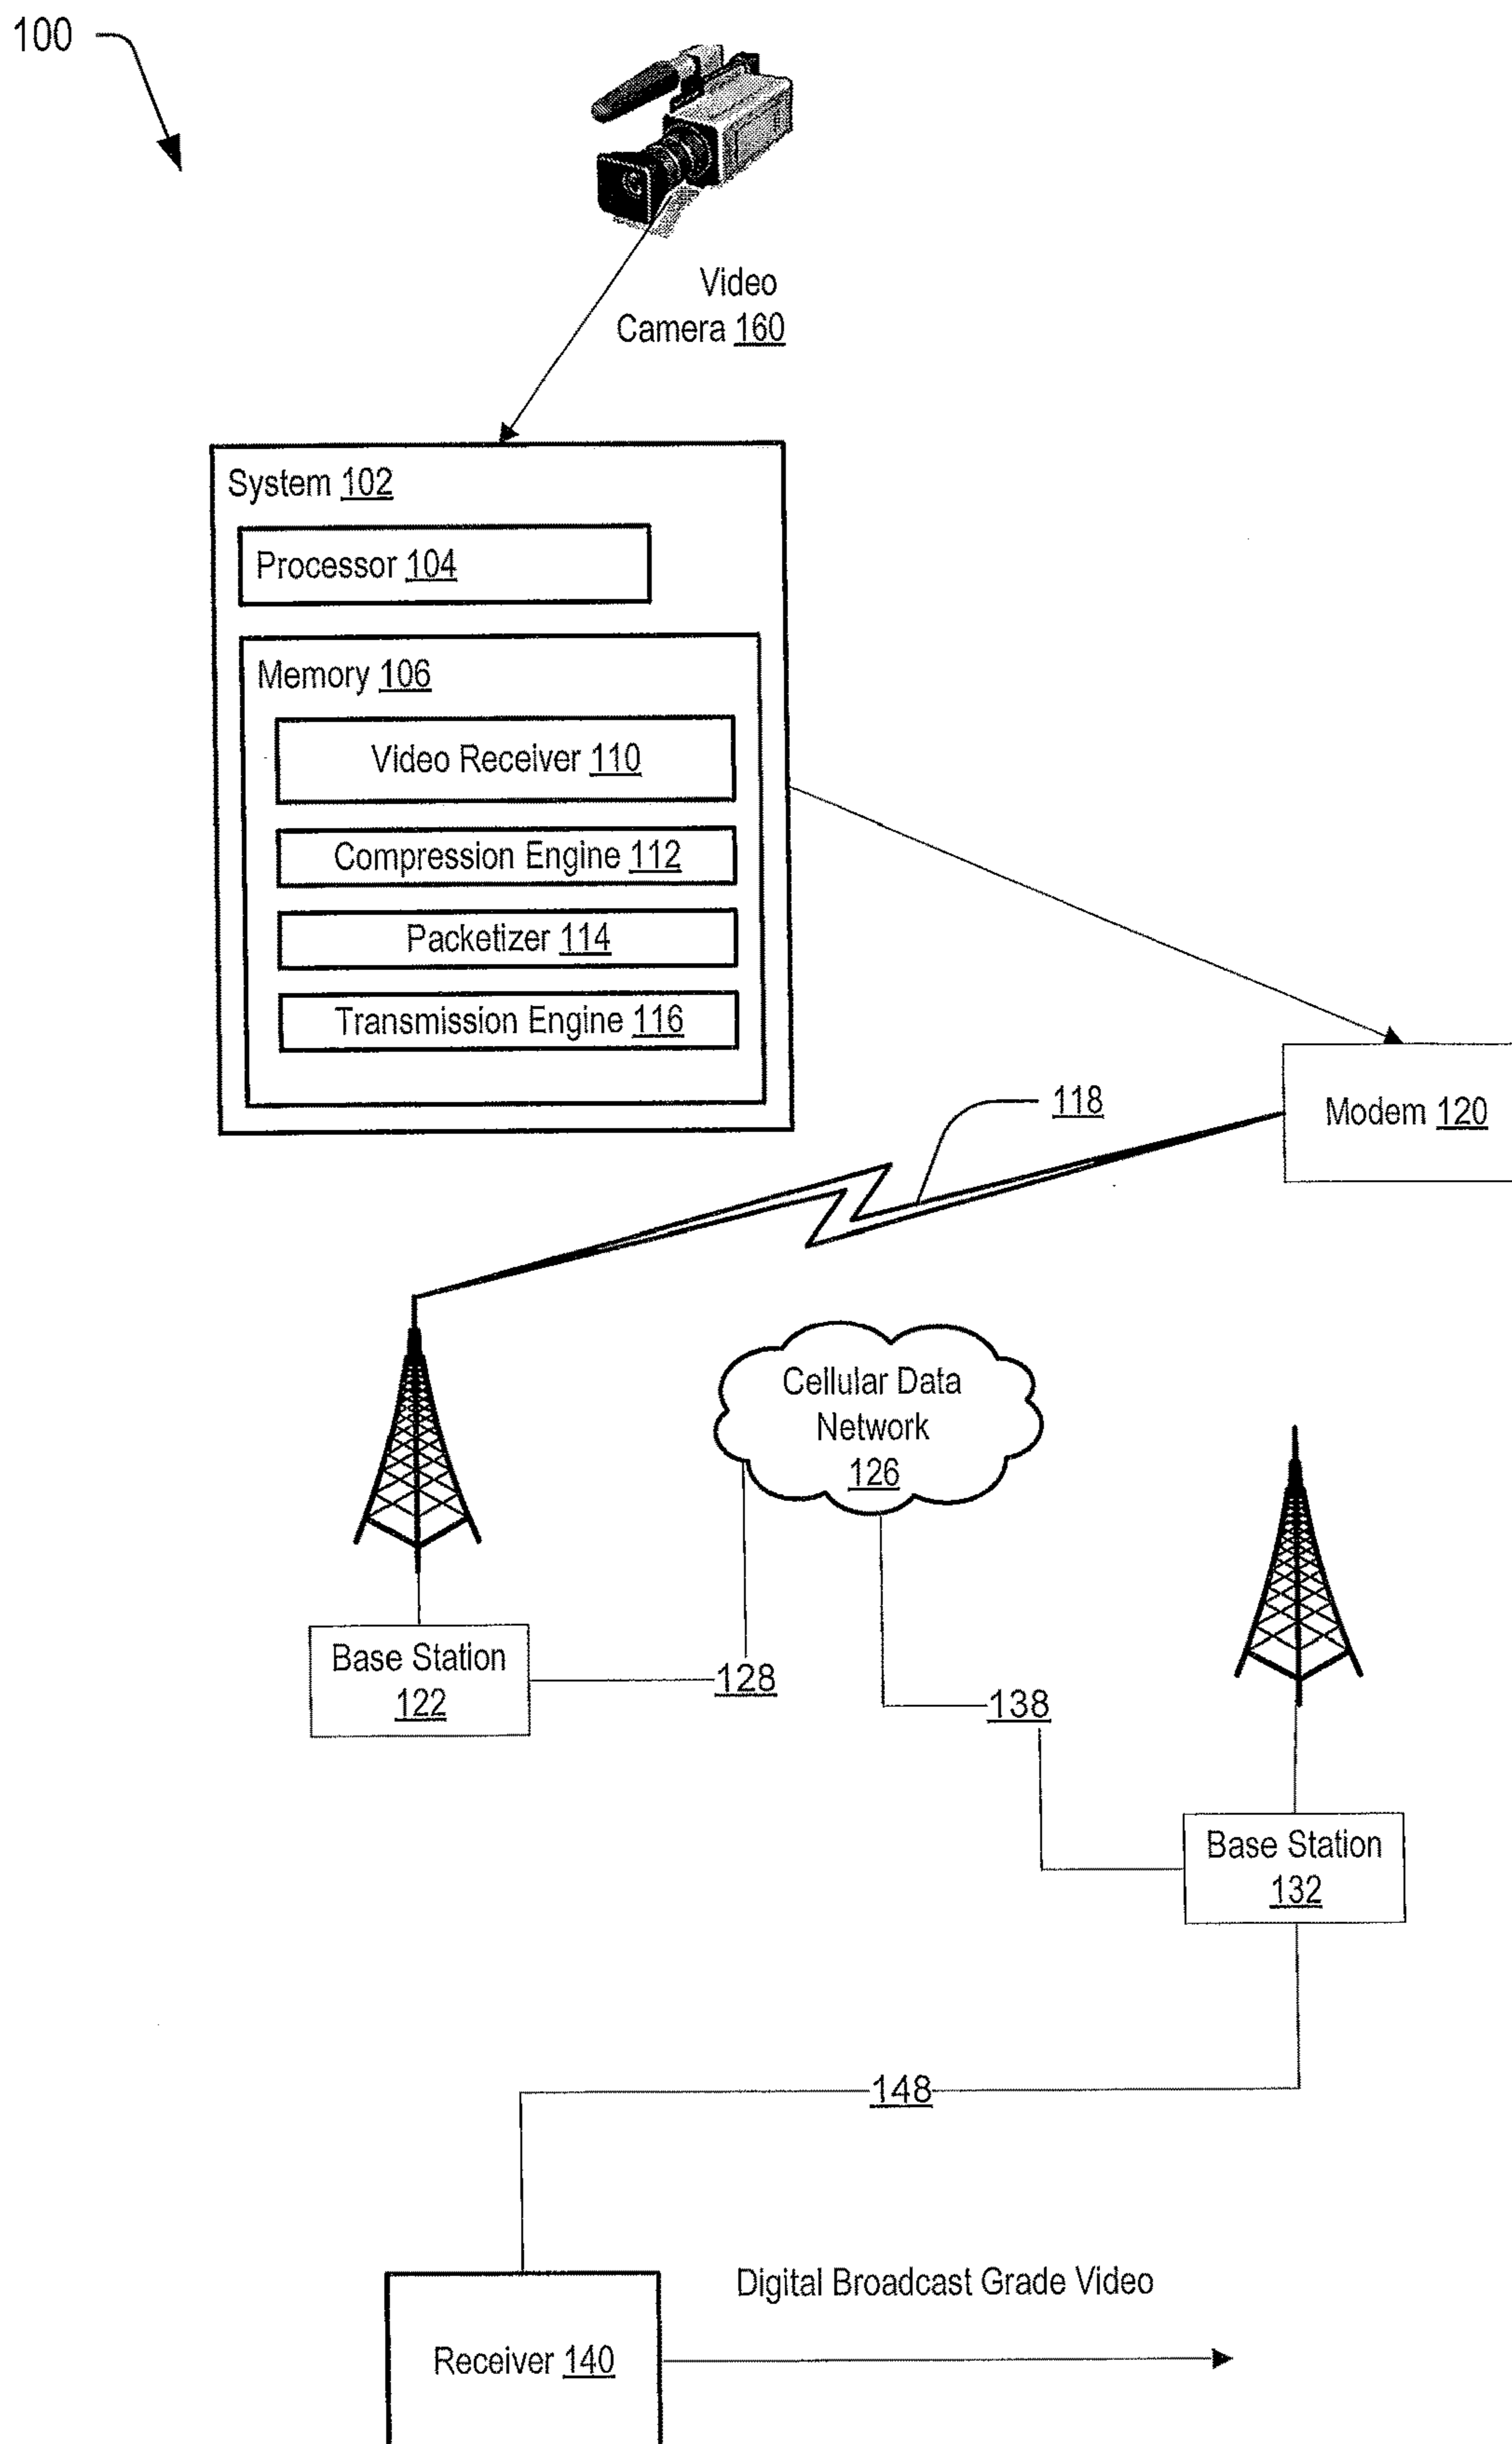 100
Video
Camera 160
System 102
Processor 104
Memory 106
Video Receiver 110
Compression Engine 112
Packetizer 114
Transmission Engine 116
118
Modem 120
Cellular Data
Network
126
Base Station
122
128
138
Base Station
132
148
Digital Broadcast Grade Video
Receiver 140